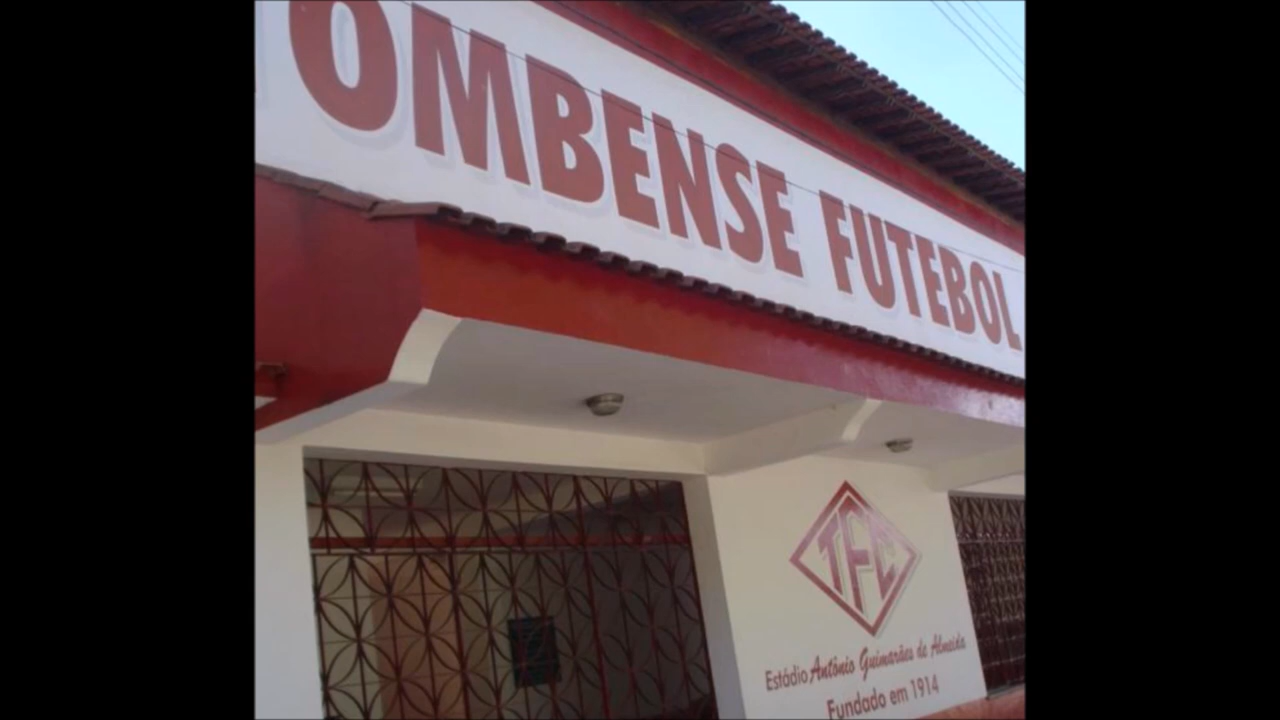 OMBENSE FUTEBOL
TFC
Estádio Antônio Guimarães de Almeida
Fundado em 1914